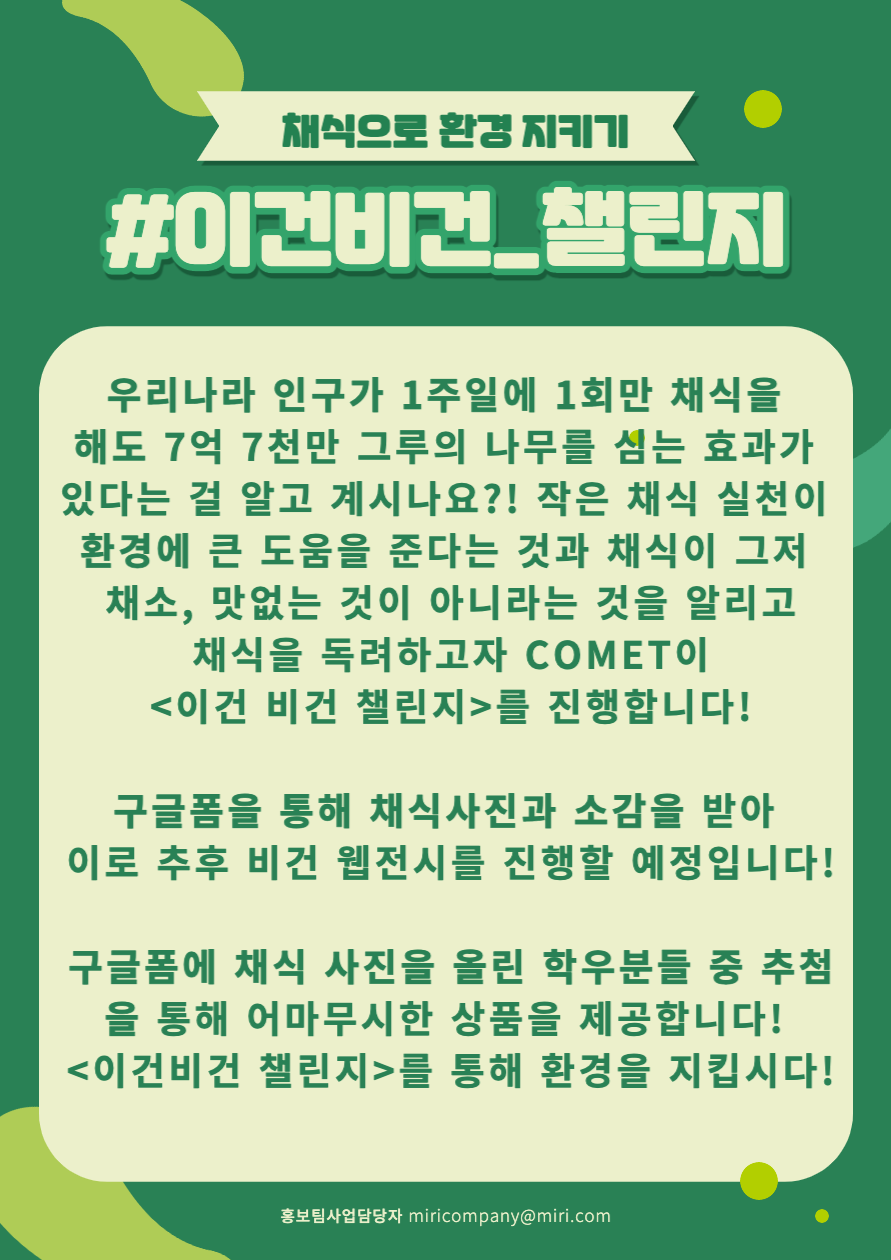 채식으로 환경 지키기
#이건비건_챌린지
우리나라 인구가 1주일에 1회만 채식을
해도 7억 7천만 그루의 나무를 심는 효과가
있다는 걸 알고 계시나요?! 작은 채식 실천이
환경에 큰 도움을 준다는 것과 채식이 그저
채소, 맛없는 것이 아니라는 것을 알리고
채식을 독려하고자 COMET이
<이건 비건 챌린지>를 진행합니다!
구글폼을 통해 채식사진과 소감을 받아
이로 추후 비건 웹전시를 진행할 예정입니다!
구글폼에 채식 사진을 올린 학우분들 중 추첨
을 통해 어마무시한 상품을 제공합니다!
<이건비건 챌린지>를 통해 환경을 지킵시다!
홍보팀사업담당자 miricompany@miri.com